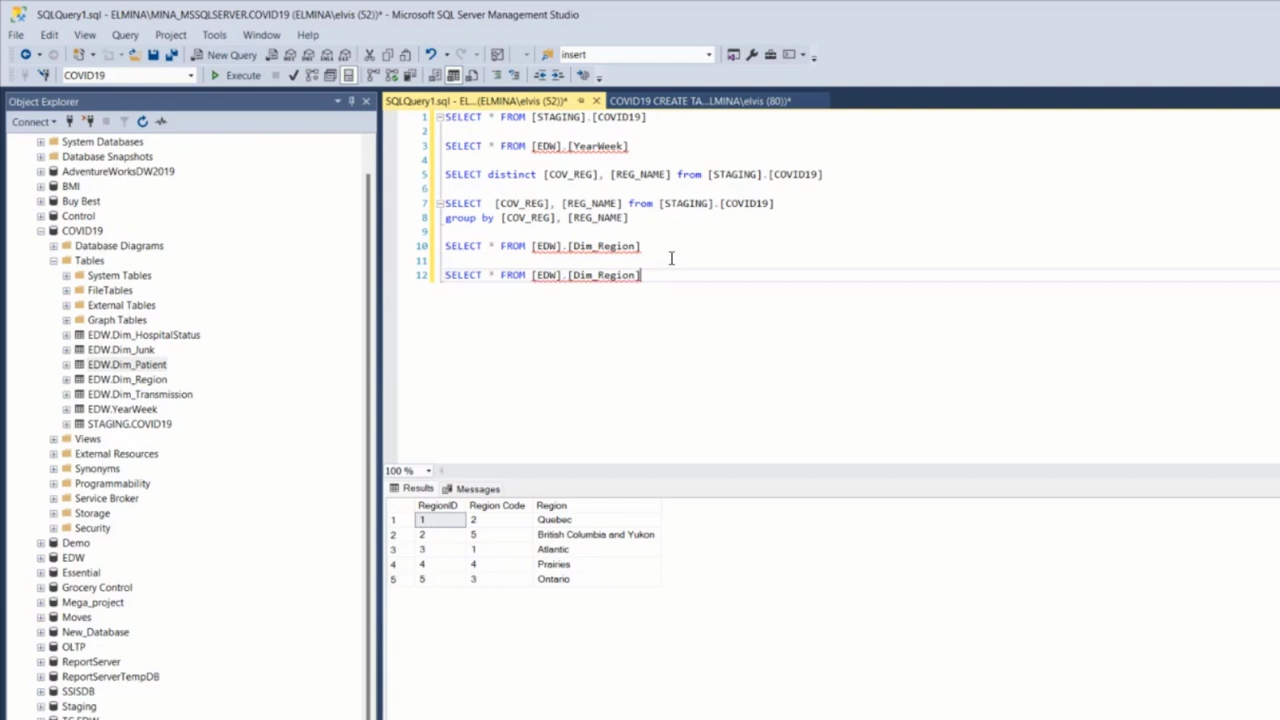 SQLQuery1.sql - ELMINA\MINA_MSSQLSERVER.COVID19 (ELMINA\elvis (52))* - Microsoft SQL Server Management Studio
File Edit View Query Project Tools Window Help
New Query insert
COVID19 Execute
Object Explorer
Connect
System Databases
Database Snapshots
AdventureWorksDW2019
BMI
Buy Best
Control
COVID19
Database Diagrams
Tables
System Tables
FileTables
External Tables
Graph Tables
EDW.Dim_HospitalStatus
EDW.Dim_Junk
EDW.Dim_Patient
EDW.Dim_Region
EDW.Dim_Transmission
EDW.YearWeek
STAGING.COVID19
Views
External Resources
Synonyms
Programmability
Service Broker
Storage
Security
Demo
EDW
Essential
Grocery Control
Mega_project
Moves
New_Database
OLTP
ReportServer
ReportServerTempDB
SSISDB
Staging
SQLQuery1.sql - EL...(ELMINA\elvis (52))* COVID19 CREATE TA...LMINA\elvis (80))*
1 SELECT * FROM [STAGING].[COVID19]
2
3 SELECT * FROM [EDW].[YearWeek]
4
5 SELECT distinct [COV_REG], [REG_NAME] from [STAGING].[COVID19]
6
7 SELECT [COV_REG], [REG_NAME] from [STAGING].[COVID19]
8 group by [COV_REG], [REG_NAME]
9
10 SELECT * FROM [EDW].[Dim_Region]
11
12 SELECT * FROM [EDW].[Dim_Region]
100 %
Results Messages
RegionID Region Code Region
1 1 2 Quebec
2 2 5 British Columbia and Yukon
3 3 1 Atlantic
4 4 4 Prairies
5 5 3 Ontario